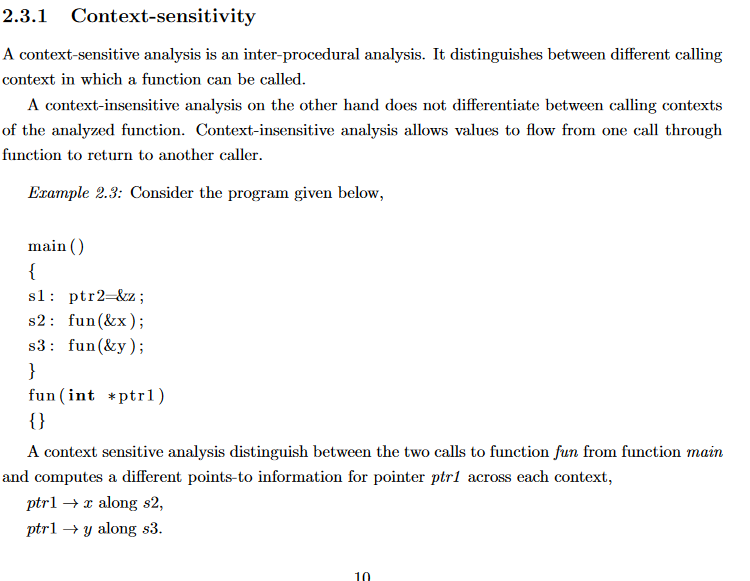 2.3.1 Context-sensitivity
A context-sensitive analysis is an inter-procedural analysis. It distinguishes between different calling
context in which a function can be called.
A context-insensitive analysis on the other hand does not differentiate between calling contexts
of the analyzed function. Context-insensitive analysis allows values to flow from one call through
function to return to another caller.
Example 2.3: Consider the program given below,
main()
{
s1: ptr2=&z;
s2: fun(&x);
s3: fun(&y);
}
fun(int *ptr1)
{}
A context sensitive analysis distinguish between the two calls to function fun from function main
and computes a different points-to information for pointer ptr1 across each context,
ptr1 → x along s2,
ptr1 → y along s3.
10